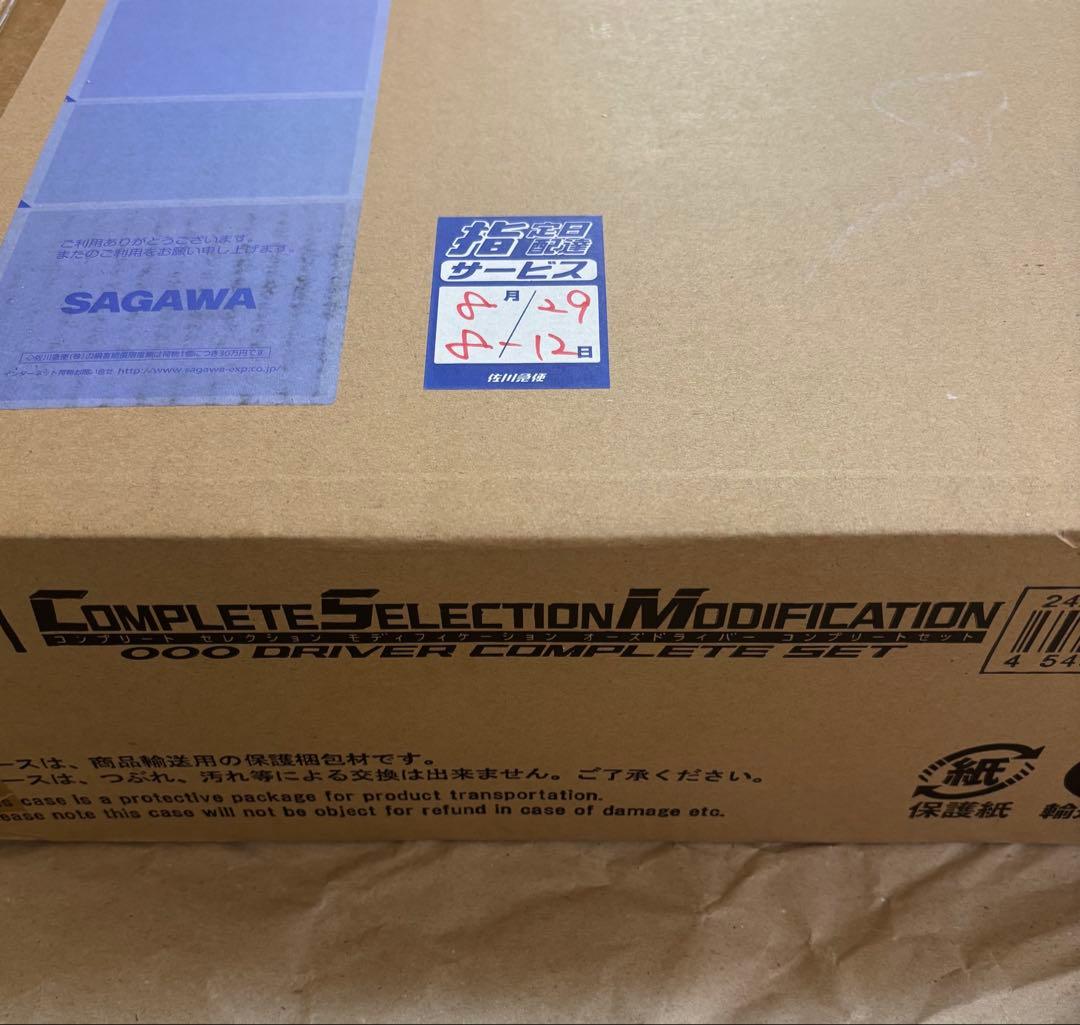 ご利用ありがとうございます。
またのご利用をお願い申し上げます。
SAGAWA
http://www.sagawa-exp.co.jp/
指定日
配達
サービス
8月/29
8-12日
佐川急便
COMPLETE SELECTION MODIFICATION
コンプリート セレクション モディフィケーション オーズドライバー コンプリートセット
OOO DRIVER COMPLETE SET
24
4 54
ースは、商品輸送用の保護梱包材です。
ースは、つぶれ、汚れ等による交換は出来ません。ご了承ください。
s case is a protective package for product transportation.
ease note this case will not be object for refund in case of damage etc.
紙
保護紙
輸